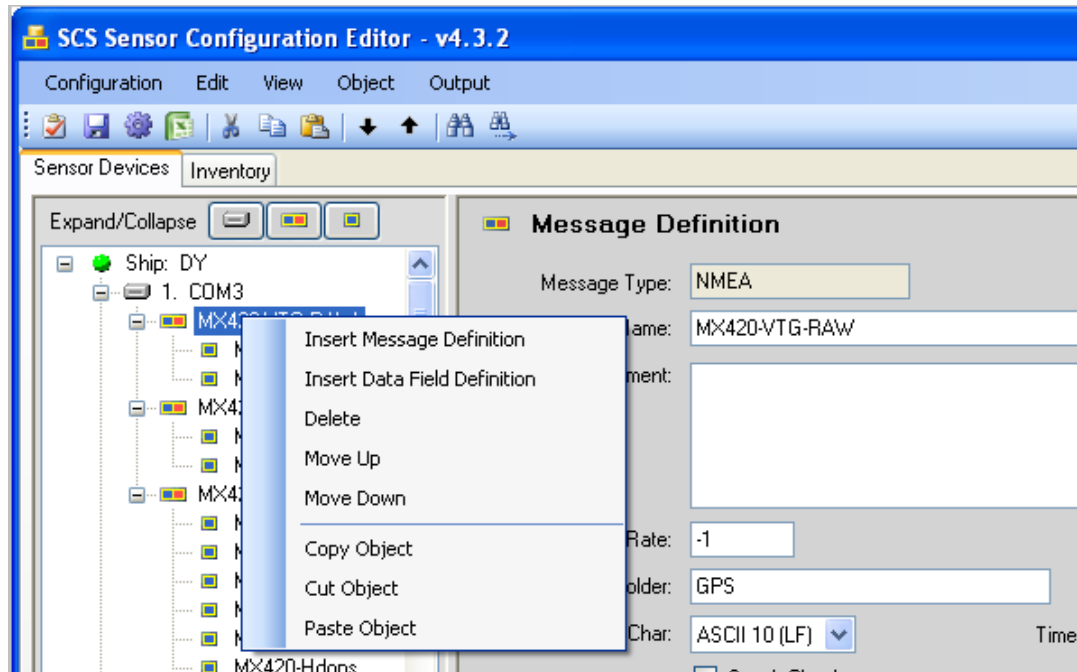 SCS Sensor Configuration Editor - v4.3.2
Configuration Edit View Object Output
Sensor Devices Inventory
Expand/Collapse
Ship: DY
1. COM3
Message Definition
Message Type: NMEA
MX420-VTG-RAW
Insert Message Definition
Insert Data Field Definition
Delete
Move Up
Move Down
Copy Object
Cut Object
Paste Object
Rate: -1
GPS
Char: ASCII 10 (LF)
Time
MX420-Hdops